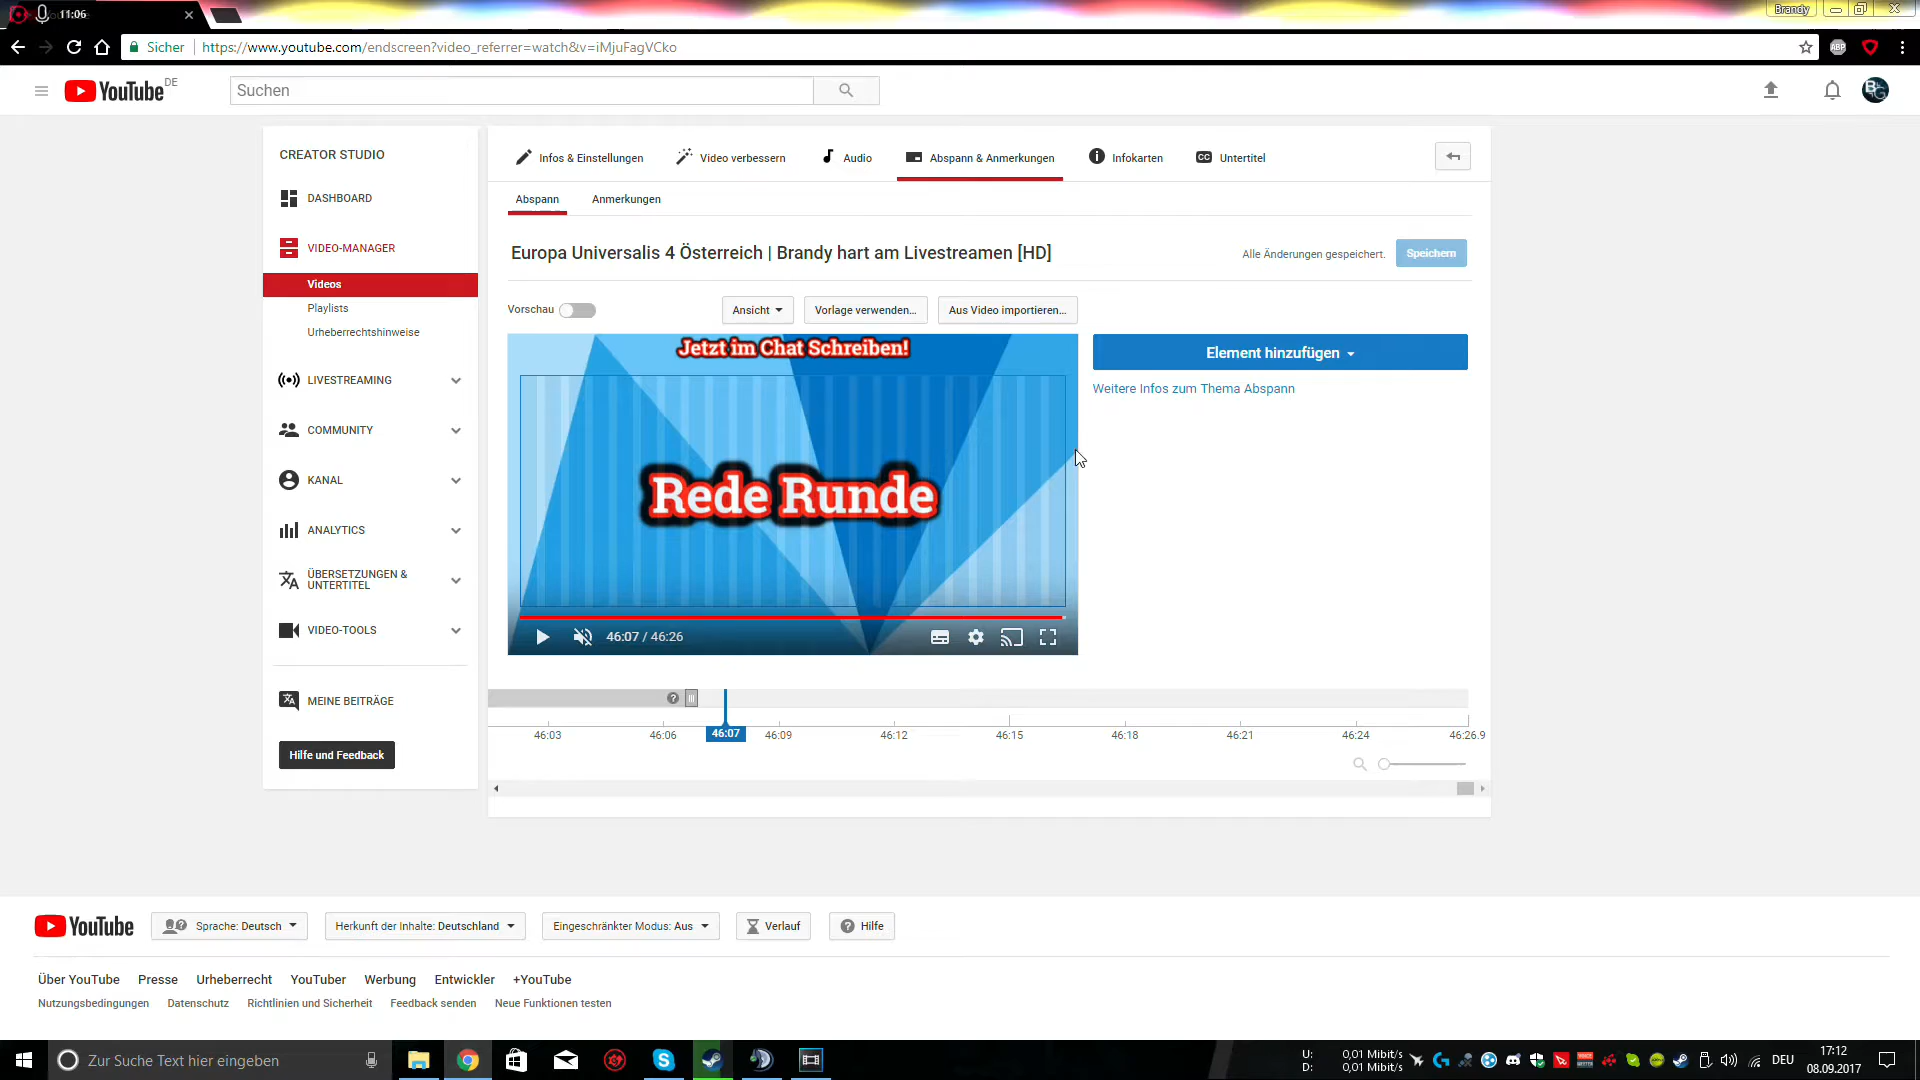 11:06
Brandy
Sicher
https://www.youtube.com/endscreen?video_referrer=watch&v=iMjuFagVCko
ABP
YouTube DE
Suchen
CREATOR STUDIO
DASHBOARD
VIDEO-MANAGER
Videos
Playlists
Urheberrechtshinweise
LIVESTREAMING
COMMUNITY
KANAL
ANALYTICS
ÜBERSETZUNGEN &
UNTERTITEL
VIDEO-TOOLS
MEINE BEITRÄGE
Hilfe und Feedback
Infos & Einstellungen
Video verbessern
Audio
Abspann & Anmerkungen
Infokarten
CC Untertitel
Abspann
Anmerkungen
Europa Universalis 4 Österreich | Brandy hart am Livestreamen [HD]
Alle Änderungen gespeichert.
Speichern
Vorschau
Ansicht
Vorlage verwenden...
Aus Video importieren...
Jetzt im Chat Schreiben!
Rede Runde
46:07 / 46:26
Element hinzufügen
Weitere Infos zum Thema Abspann
46:03
46:06
46:07
46:09
46:12
46:15
46:18
46:21
46:24
46:26.9
YouTube
Sprache: Deutsch
Herkunft der Inhalte: Deutschland
Eingeschränkter Modus: Aus
Verlauf
Hilfe
Über YouTube Presse Urheberrecht YouTuber Werbung Entwickler +YouTube
Nutzungsbedingungen Datenschutz Richtlinien und Sicherheit Feedback senden Neue Funktionen testen
Zur Suche Text hier eingeben
U: 0,01 Mibit/s
D: 0,01 Mibit/s
DEU
17:12
08.09.2017